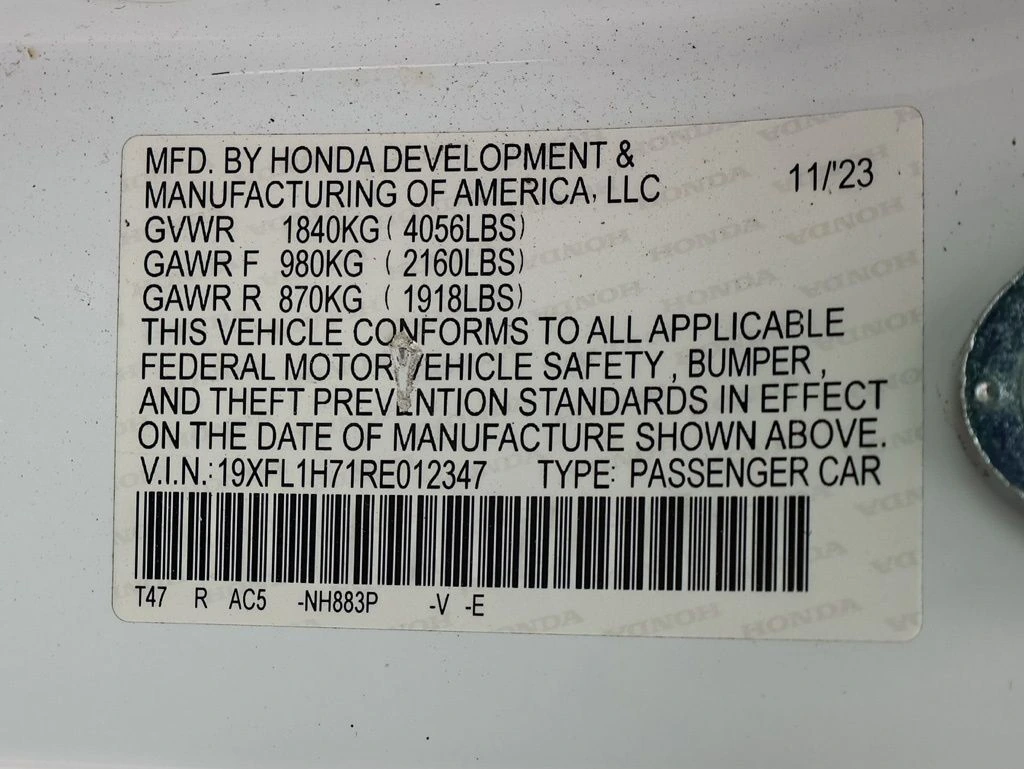 MFD. BY HONDA DEVELOPMENT &
MANUFACTURING OF AMERICA, LLC 11/'23
GVWR 1840KG ( 4056LBS)
GAWR F 980KG ( 2160LBS)
GAWR R 870KG ( 1918LBS)
THIS VEHICLE CONFORMS TO ALL APPLICABLE
FEDERAL MOTOR VEHICLE SAFETY , BUMPER ,
AND THEFT PREVENTION STANDARDS IN EFFECT
ON THE DATE OF MANUFACTURE SHOWN ABOVE.
V.I.N.: 19XFL1H71RE012347 TYPE: PASSENGER CAR
T47 R AC5 -NH883P -V -E